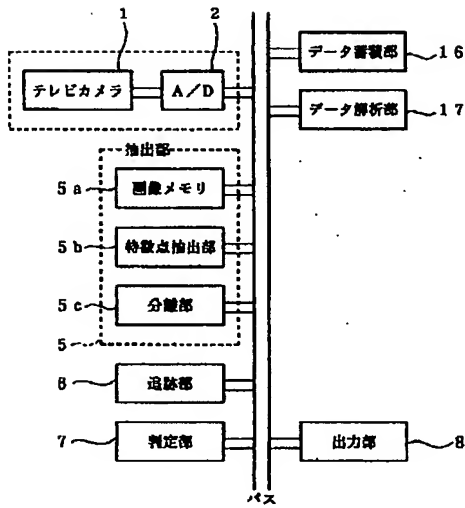 1
2
テレビカメラ
A/D
データ蓄積部
16
データ解析部
17
抽出部
5a
画像メモリ
5b
特徴点抽出部
5c
分離部
5
6
追跡部
7
判定部
出力部
8
バス